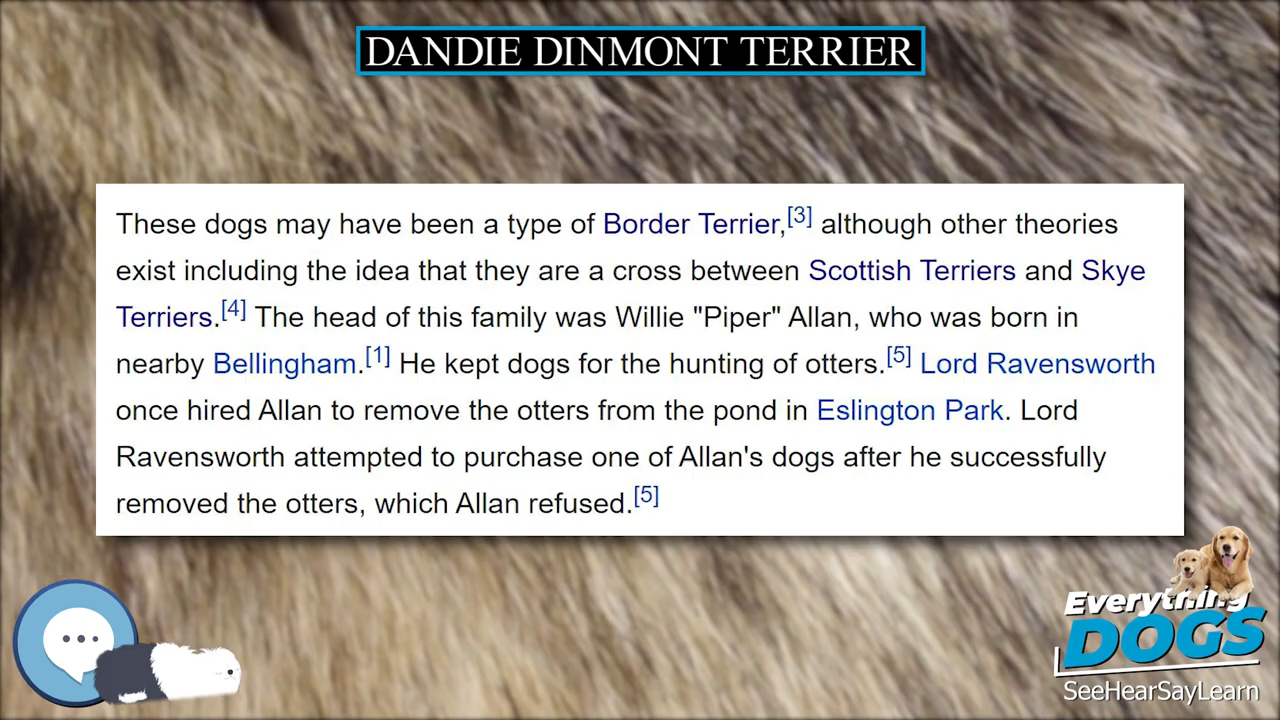 DANDIE DINMONT TERRIER
These dogs may have been a type of Border Terrier,[3] although other theories
exist including the idea that they are a cross between Scottish Terriers and Skye
Terriers.[4] The head of this family was Willie "Piper" Allan, who was born in
nearby Bellingham.[1] He kept dogs for the hunting of otters.[5] Lord Ravensworth
once hired Allan to remove the otters from the pond in Eslington Park. Lord
Ravensworth attempted to purchase one of Allan's dogs after he successfully
removed the otters, which Allan refused.[5]
Everything
DOGS
SeeHearSayLearn